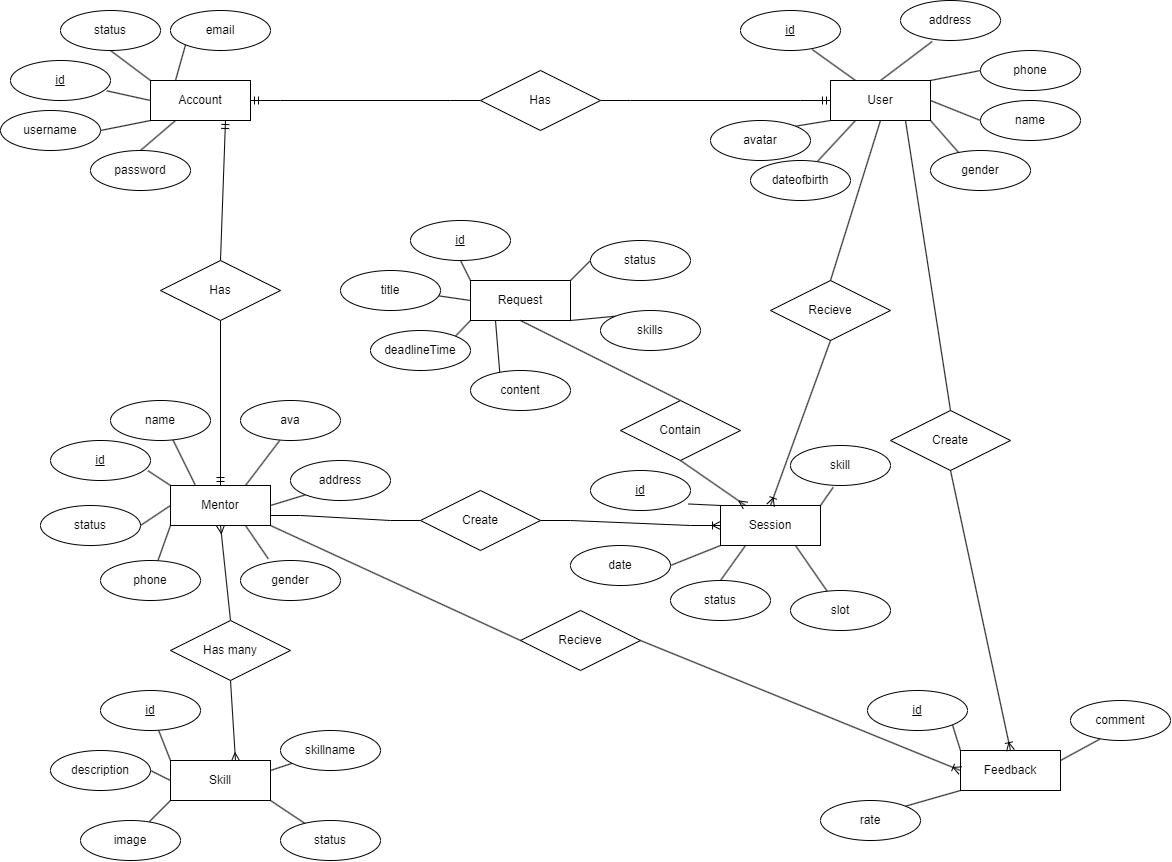 status
email
id
address
id
phone
Account
Has
User
username
name
avatar
password
dateofbirth
gender
id
status
Has
title
Request
Recieve
skills
deadlineTime
content
name
ava
Contain
Create
id
skill
address
id
Mentor
Create
Session
status
date
phone
gender
status
slot
Has many
Recieve
id
id
comment
skillname
description
Skill
Feedback
image
status
rate